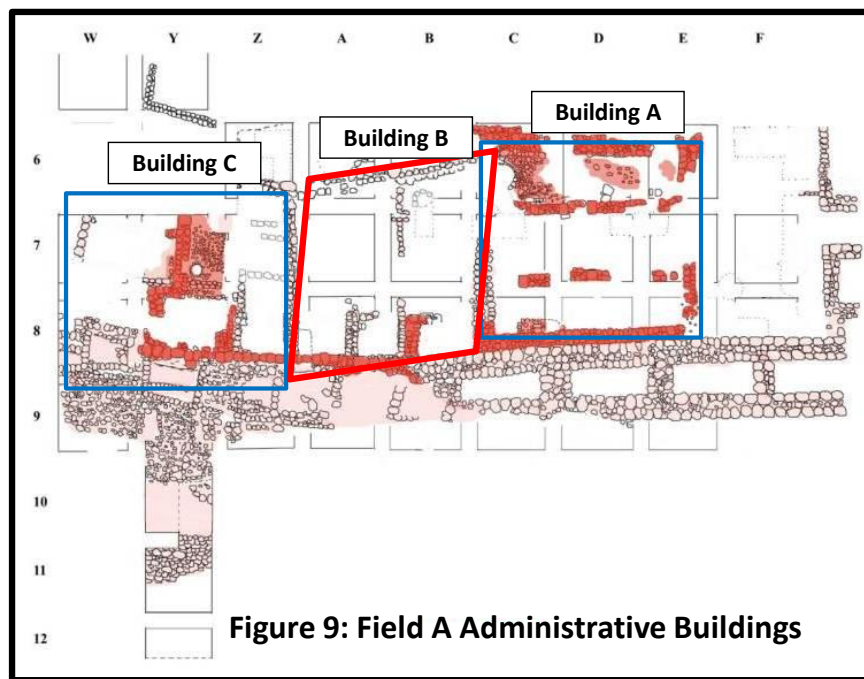 W Y Z A B C D E F
Building A
Building B
Building C
6
7
8
9
10
11
12
Figure 9: Field A Administrative Buildings